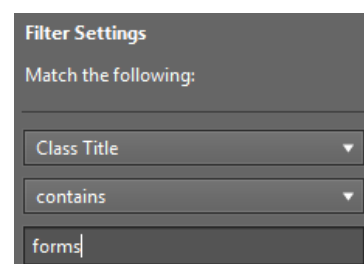 Filter Settings
Match the following:
Class Title
contains
forms